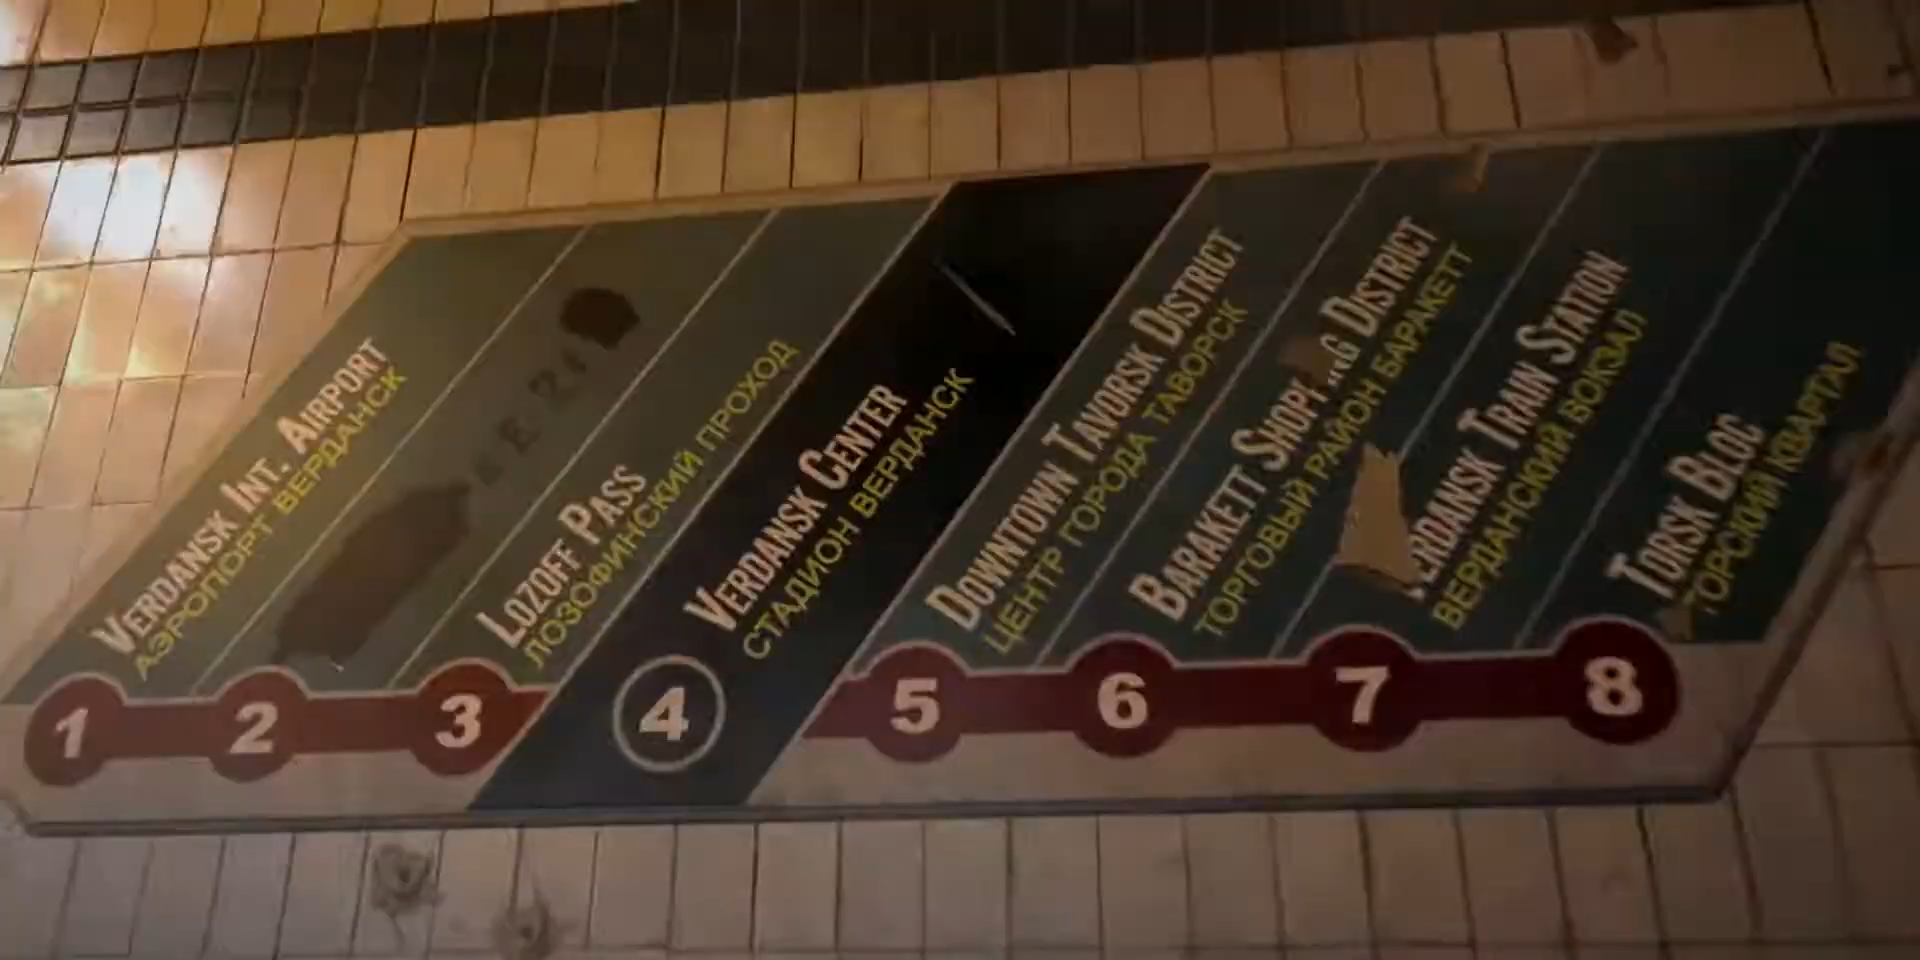 VERDANSK INT. AIRPORT
АЭРОПОРТ ВЕРДАНСК
LOZOFF PASS
ЛОЗОФИНСКИЙ ПРОХОД
VERDANSK CENTER
СТАДИОН ВЕРДАНСК
DOWNTOWN TAVORSK DISTRICT
ЦЕНТР ГОРОДА ТАВОРСК
BARAKETT DISTRICT
ТОРГОВЫЙ РАЙОН БАРАКЕТТ
ERDANSK TRAIN STATION
ВЕРДАНСКИЙ ВОКЗАЛ
TORSK BLOC
ТОРСКИЙ КВАРТАЛ
1 2 3 4 5 6 7 8